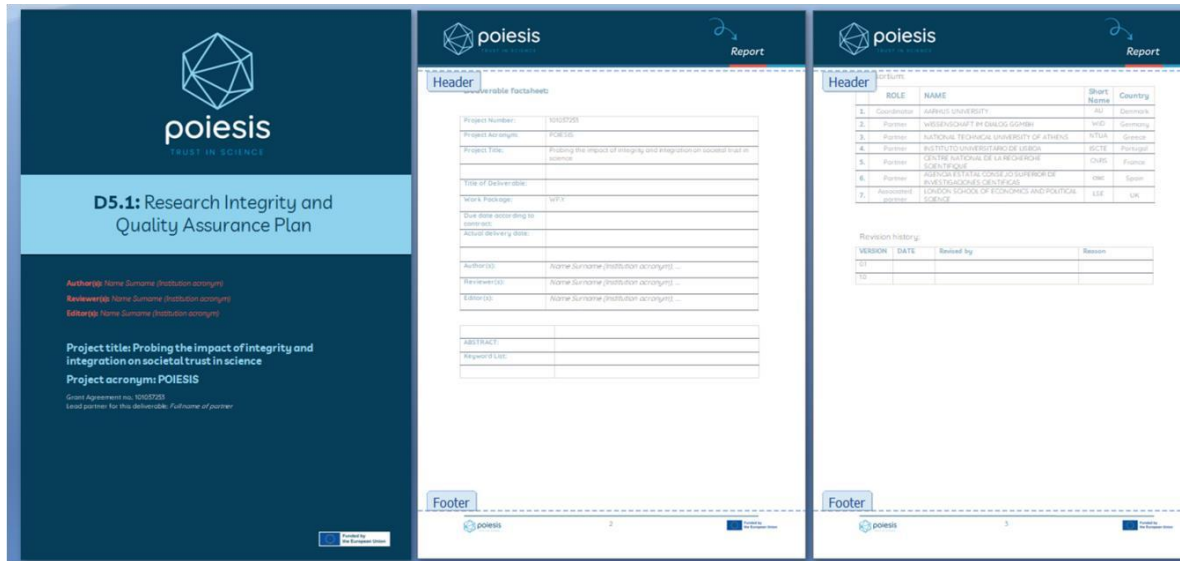 poiesis
TRUST IN SCIENCE
D5.1: Research Integrity and
Quality Assurance Plan
Author(s): Name Surname (Institution acronym)
Reviewer(s): Name Surname (Institution acronym)
Editor(s): Name Surname (Institution acronym)
Project title: Probing the impact of integrity and
integration on societal trust in science
Project acronym: POIESIS
Grant Agreement no. 101057253
Lead partner for this deliverable: Full name of partner
Funded by
the European Union
poiesis
TRUST IN SCIENCE
Report
Header
Deliverable factsheet:
Project Number: 101057253
Project Acronym: POIESIS
Project Title: Probing the impact of integrity and integration on societal trust in
science
Title of Deliverable:
Work Package: WP.Y
Due date according to
contract:
Actual delivery date:
Author(s): Name Surname (Institution acronym), ...
Reviewer(s): Name Surname (Institution acronym), ...
Editor(s): Name Surname (Institution acronym), ...
ABSTRACT:
Keyword List:
Footer
poiesis
2
Funded by
the European Union
poiesis
TRUST IN SCIENCE
Report
Header
ortium:
ROLE NAME Short Name Country
1. Coordinator AARHUS UNIVERSITY AU Denmark
2. Partner WISSENSCHAFT IM DIALOG GGMBH WiD Germany
3. Partner NATIONAL TECHNICAL UNIVERSITY OF ATHENS NTUA Greece
4. Partner INSTITUTO UNIVERSITARIO DE LISBOA ISCTE Portugal
5. Partner CENTRE NATIONAL DE LA RECHERCHE SCIENTIFIQUE CNRS France
6. Partner AGENCIA ESTATAL CONSEJO SUPERIOR DE INVESTIGACIONES CIENTIFICAS CSIC Spain
7. Associated partner LONDON SCHOOL OF ECONOMICS AND POLITICAL SCIENCE LSE UK
Revision history:
VERSION DATE Revised by Reason
0.1
1.0
Footer
poiesis
3
Funded by
the European Union